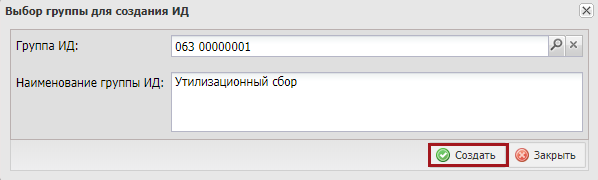 Выбор группы для создания ИД
Группа ИД: 063 00000001
Наименование группы ИД: Утилизационный сбор
Создать Закрыть